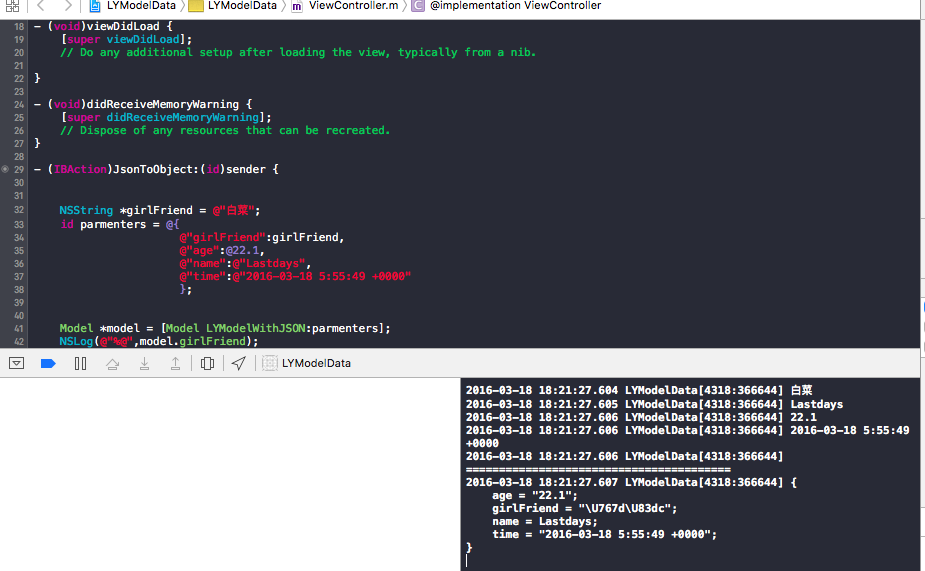 LYModelData LYModelData ViewController.m @implementation ViewController
18 - (void)viewDidLoad {
19 [super viewDidLoad];
20 // Do any additional setup after loading the view, typically from a nib.
21
22 }
23
24 - (void)didReceiveMemoryWarning {
25 [super didReceiveMemoryWarning];
26 // Dispose of any resources that can be recreated.
27 }
28
29 - (IBAction)JsonToObject:(id)sender {
30
31
32 NSString *girlFriend = @"白菜";
33 id parmenters = @{
34 @"girlFriend":girlFriend,
35 @"age":@22.1,
36 @"name":@"Lastdays",
37 @"time":@"2016-03-18 5:55:49 +0000"
38 };
39
40
41 Model *model = [Model LYModelWithJSON:parmenters];
42 NSLog(@"%@",model.girlFriend);
LYModelData
2016-03-18 18:21:27.604 LYModelData[4318:366644] 白菜
2016-03-18 18:21:27.605 LYModelData[4318:366644] Lastdays
2016-03-18 18:21:27.606 LYModelData[4318:366644] 22.1
2016-03-18 18:21:27.606 LYModelData[4318:366644] 2016-03-18 5:55:49
+0000
2016-03-18 18:21:27.606 LYModelData[4318:366644]
========================================
2016-03-18 18:21:27.607 LYModelData[4318:366644] {
age = "22.1";
girlFriend = "\U767d\U83dc";
name = Lastdays;
time = "2016-03-18 5:55:49 +0000";
}